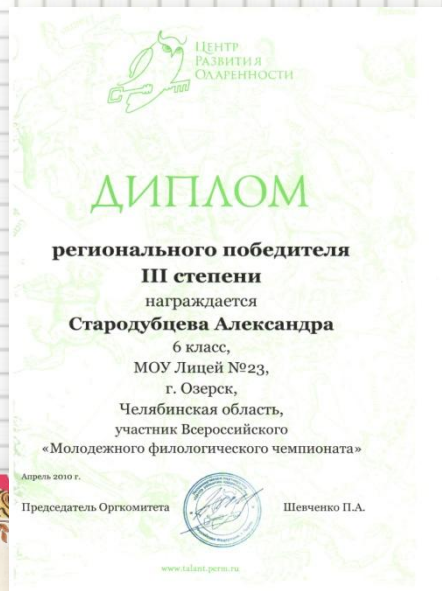 Центр
Развития
Одаренности
ДИПЛОМ
регионального победителя
III степени
награждается
Стародубцева Александра
6 класс,
МОУ Лицей №23,
г. Озерск,
Челябинская область,
участник Всероссийского
«Молодежного филологического чемпионата»
Апрель 2010 г.
Председатель Оргкомитета
Шевченко П.А.
www.talant.perm.ru